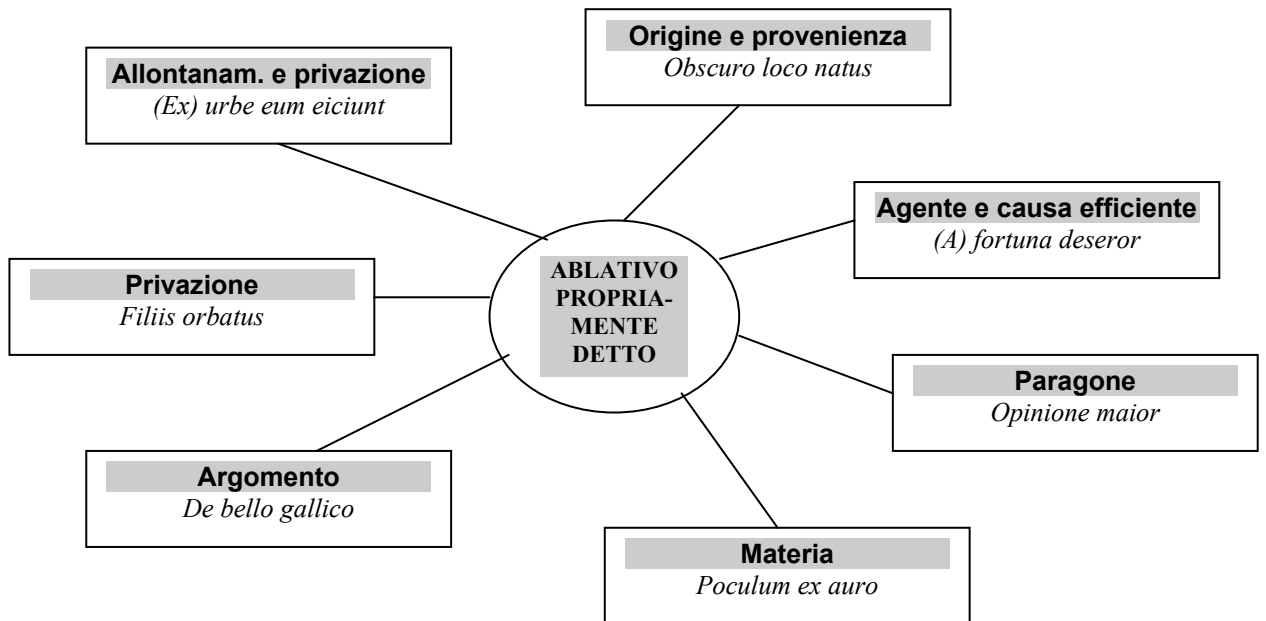 Origine e provenienza
Obscuro loco natus
Allontanam. e privazione
(Ex) urbe eum eiciunt
Agente e causa efficiente
(A) fortuna deseror
ABLATIVO
PROPRIA-
MENTE
DETTO
Privazione
Filiis orbatus
Paragone
Opinione maior
Argomento
De bello gallico
Materia
Poculum ex auro